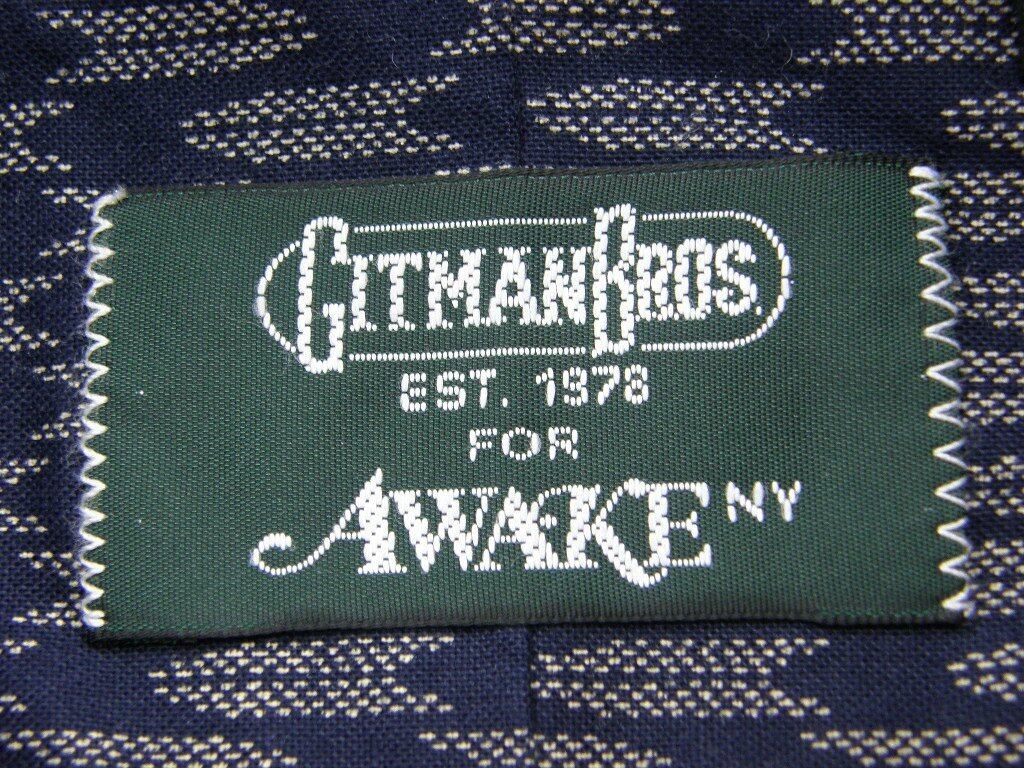 GITMAN BROS.
EST. 1978
FOR
AWAKE NY